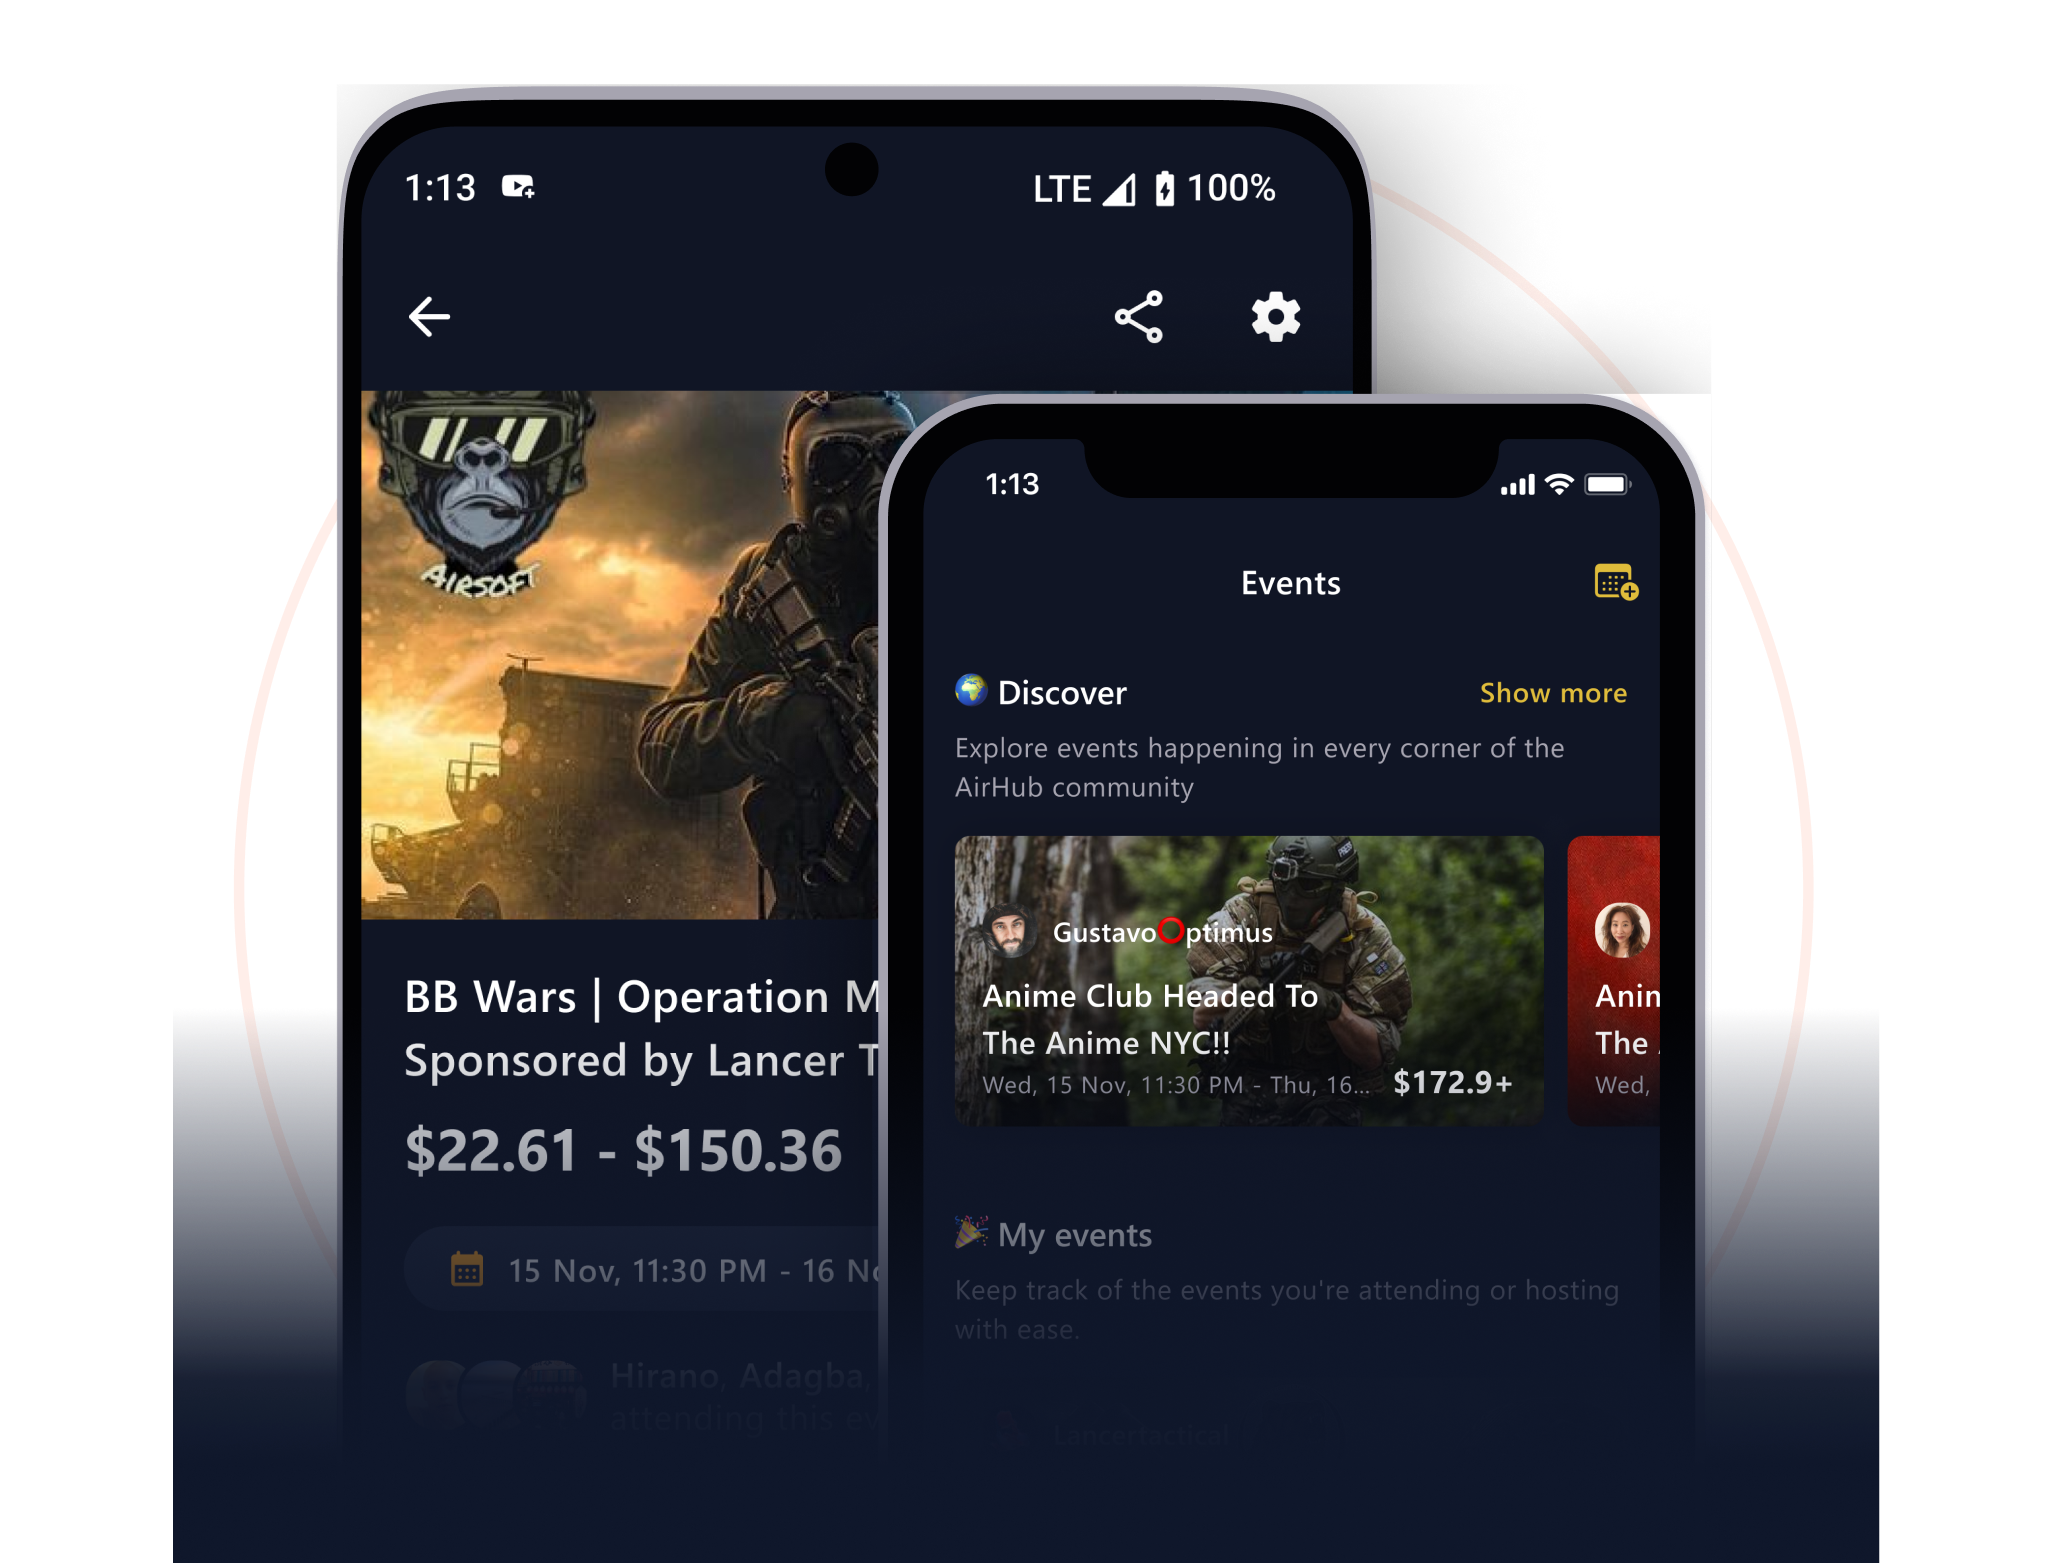 1:13
LTE
100%
AIRSOFT
BB Wars | Operation M
Sponsored by Lancer T
$22.61 - $150.36
15 Nov, 11:30 PM - 16 No
Hirano, Adagba,
attending this ev
1:13
Events
Discover
Show more
Explore events happening in every corner of the
AirHub community
GustavoOptimus
Anime Club Headed To
The Anime NYC!!
Wed, 15 Nov, 11:30 PM - Thu, 16...
$172.9+
Anim
The
Wed,
My events
Keep track of the events you're attending or hosting
with ease.
Lancertactical